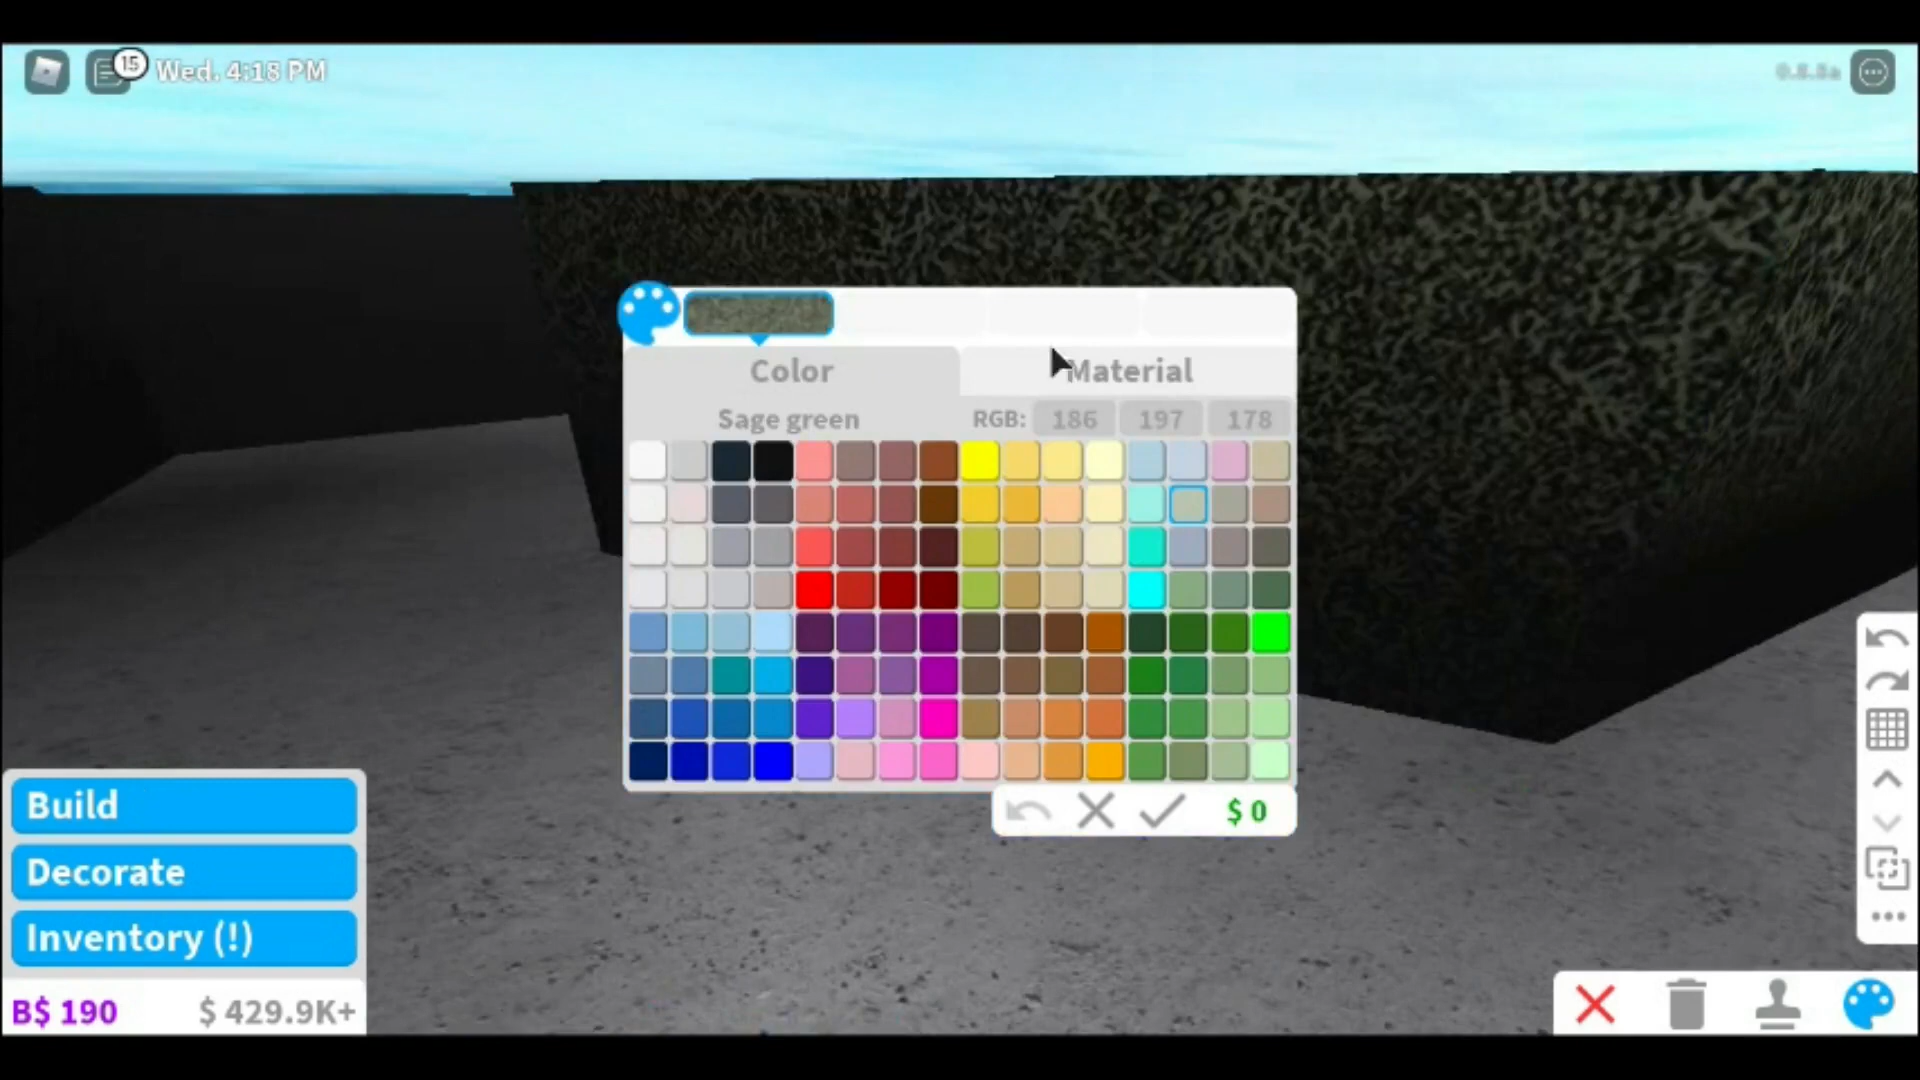 15 Wed. 4:18 PM
Color
Material
Sage green
RGB: 186 197 178
$ 0
Build
Decorate
Inventory (!)
B$ 190 $ 429.9K+